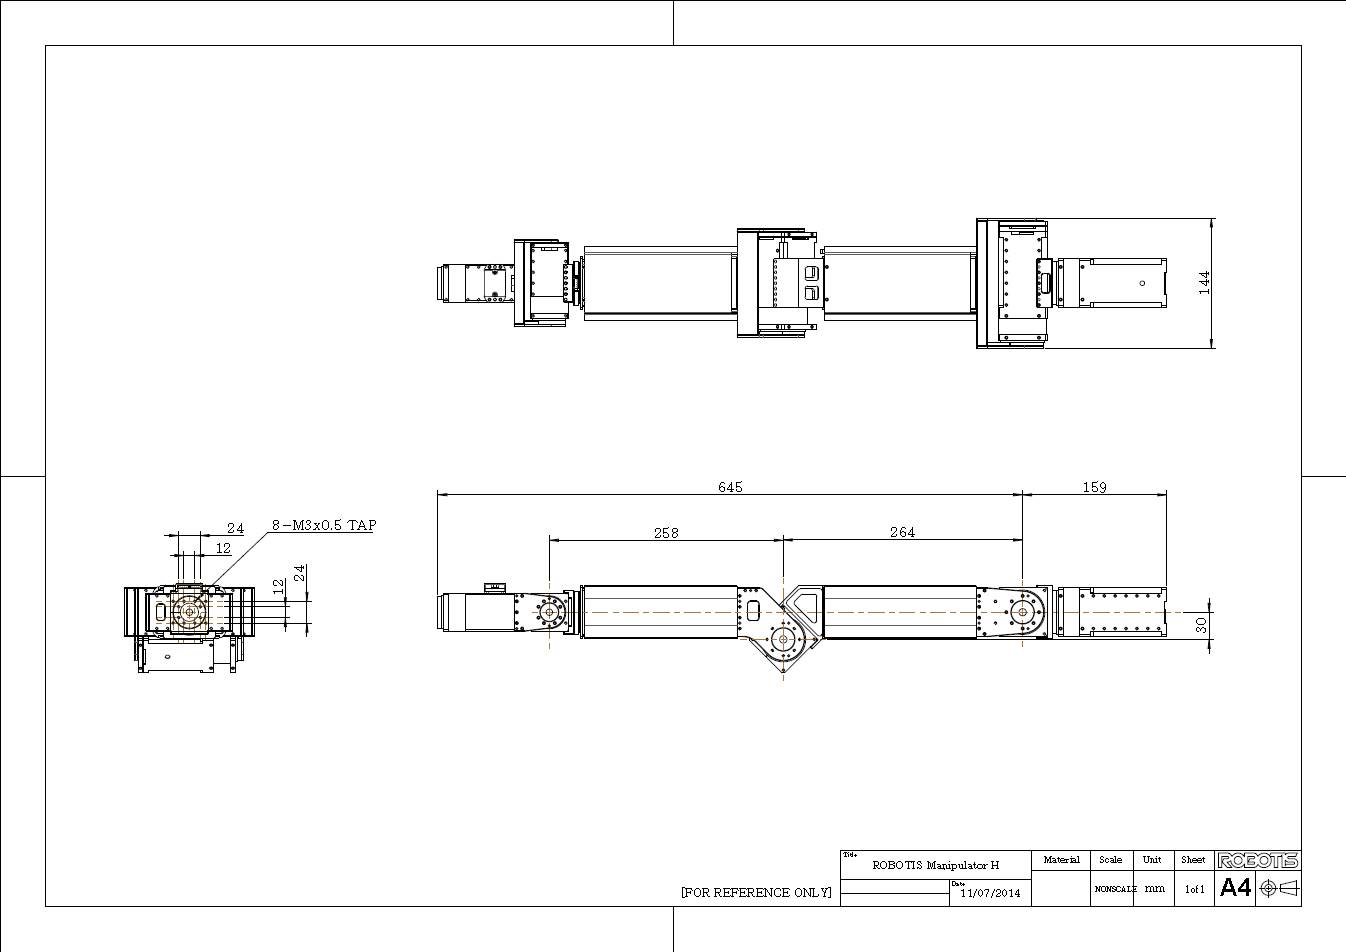 144
645
159
258
264
24
8-M3x0.5 TAP
12
12
24
30
[FOR REFERENCE ONLY]
Title
ROBOTIS Manipulator H
Date
11/07/2014
Material
Scale
Unit
Sheet
ROBOTIS
NONSCALE
mm
1of1
A4